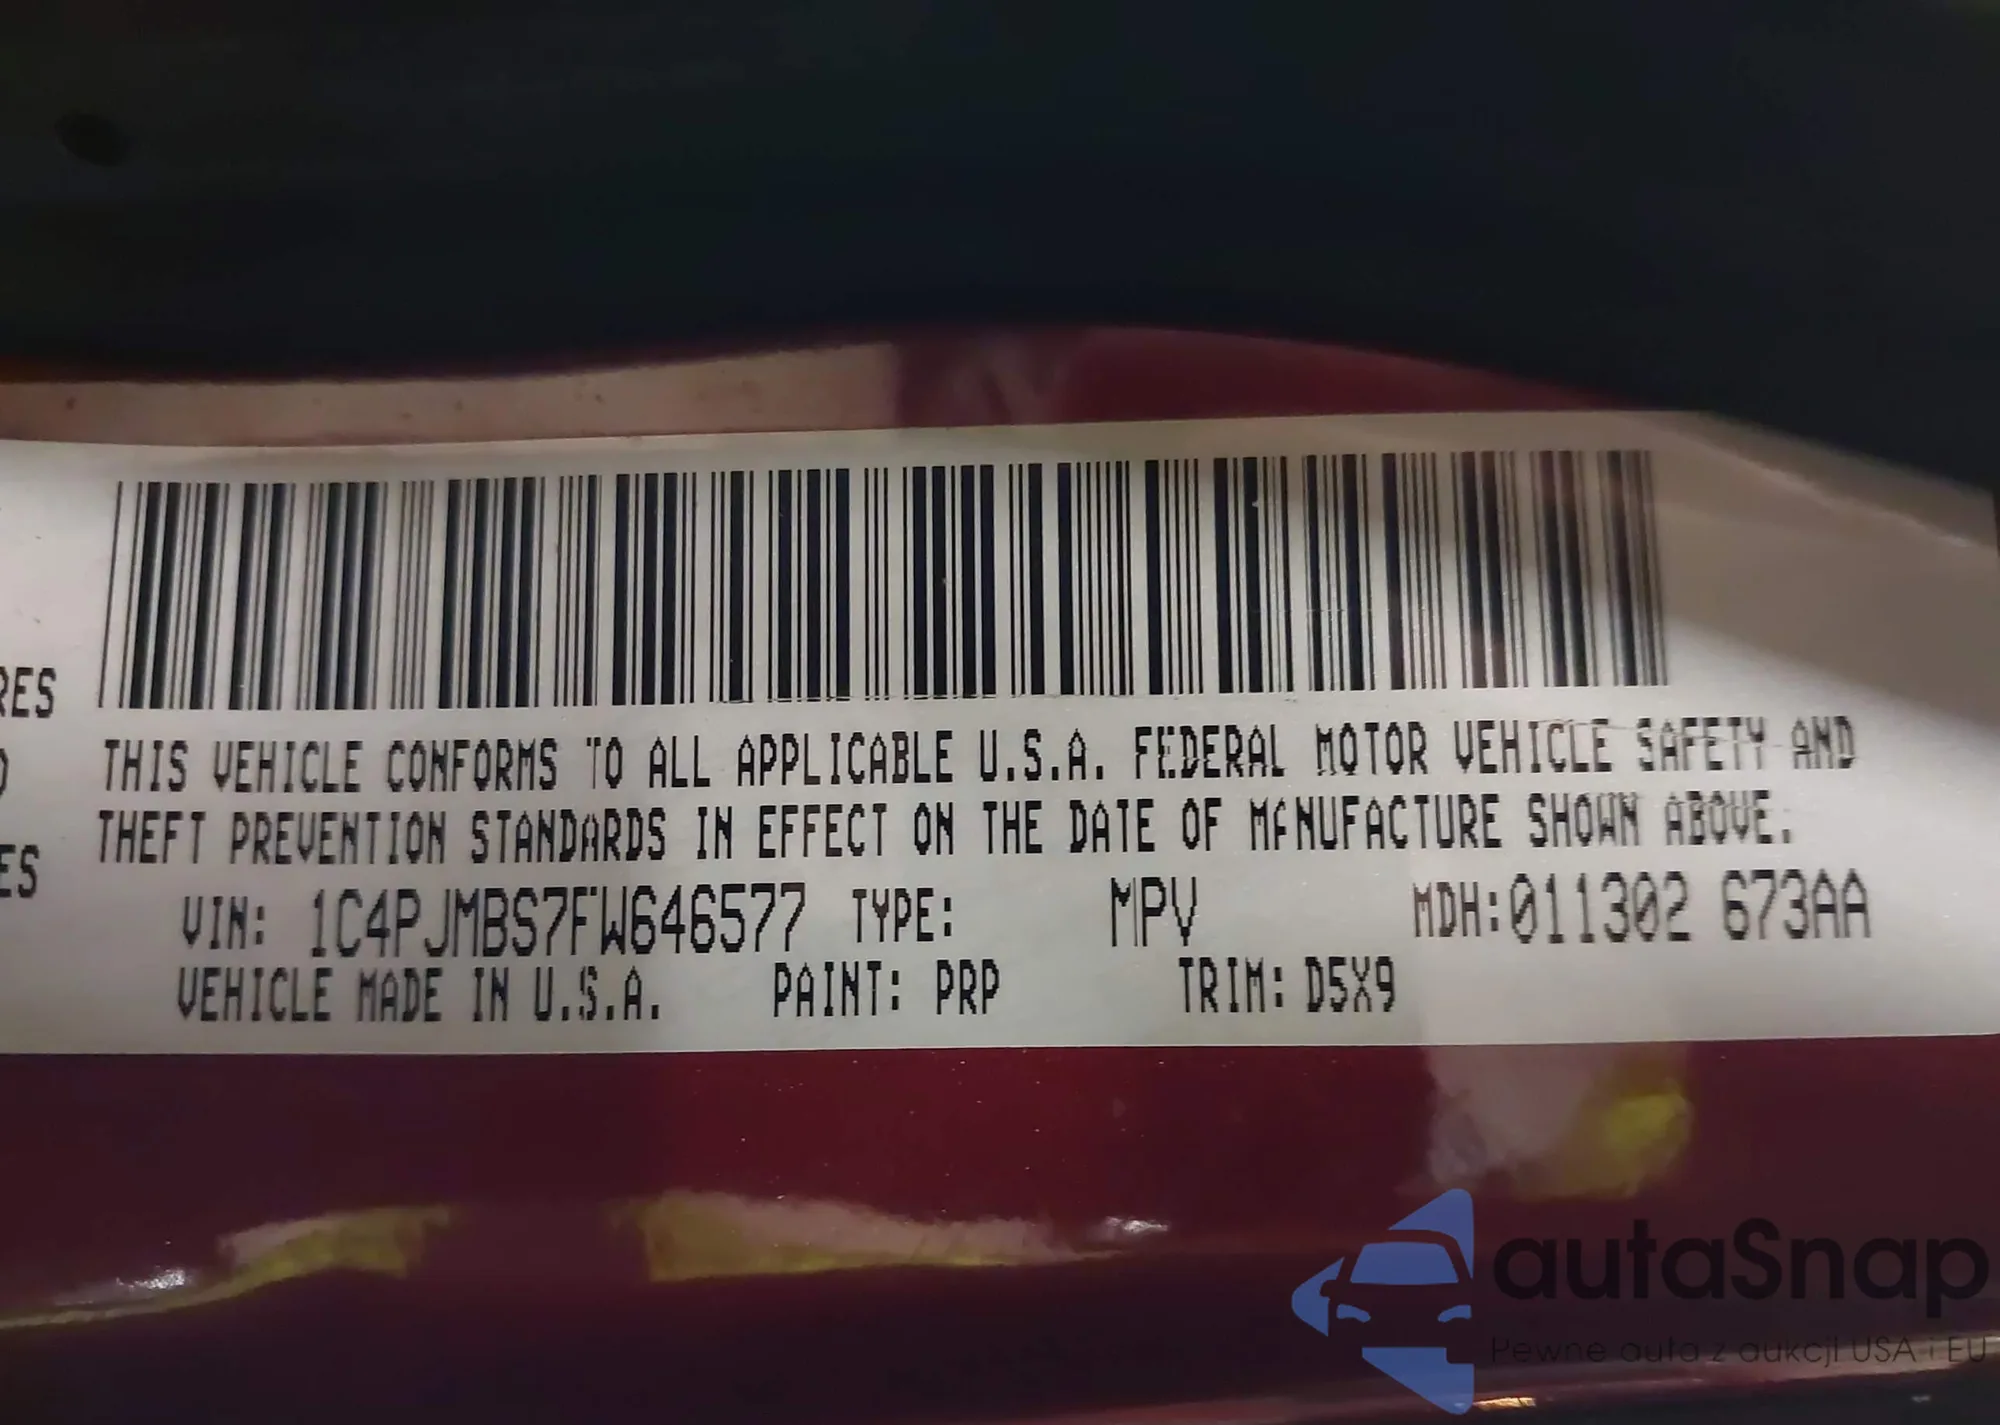 RES
THIS VEHICLE CONFORMS TO ALL APPLICABLE U.S.A. FEDERAL MOTOR VEHICLE SAFETY AND
THEFT PREVENTION STANDARDS IN EFFECT ON THE DATE OF MANUFACTURE SHOWN ABOVE.
ES
VIN: 1C4PJMBS7FW646577 TYPE: MPV MDH:011302 673AA
VEHICLE MADE IN U.S.A. PAINT: PRP TRIM: D5X9
autaSnap
Pewne auta z aukcji USA i EU